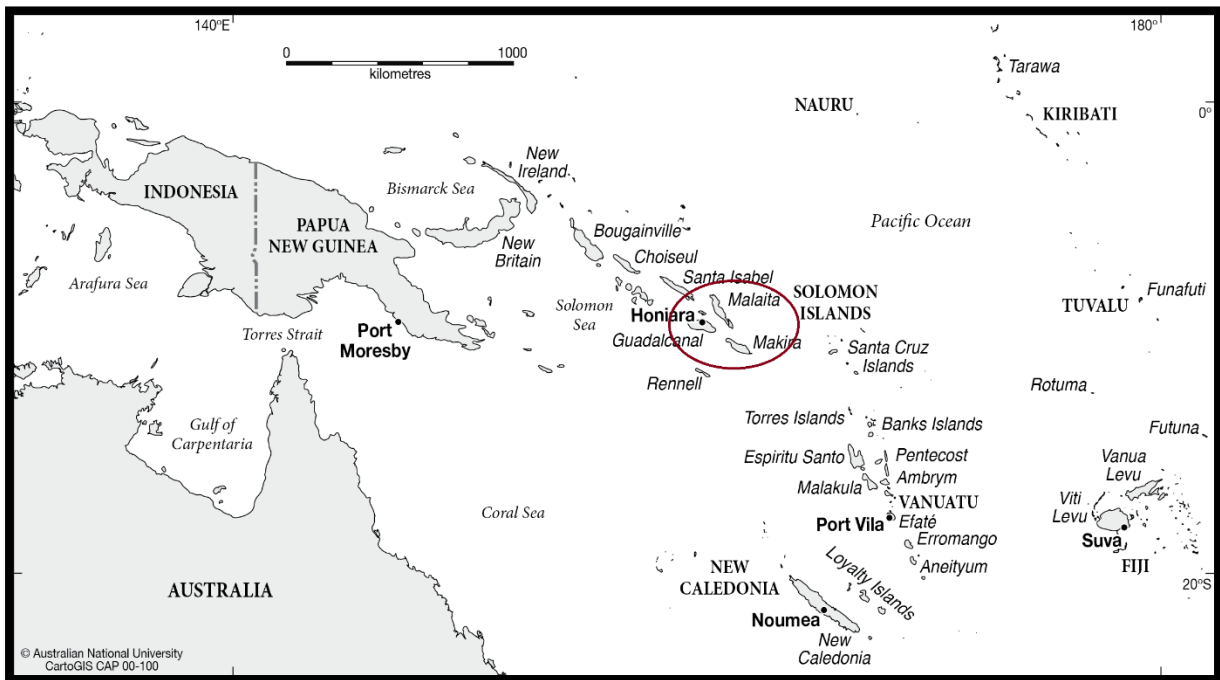 140°E
180°
0
1000
kilometres
Tarawa
NAURU
KIRIBATI
0°
New
Ireland
Bismarck Sea
INDONESIA
PAPUA
NEW GUINEA
Pacific Ocean
Bougainville
New
Britain
Choiseul
Arafura Sea
Santa Isabel
Malaita
SOLOMON
ISLANDS
Solomon
Sea
Honiara
TUVALU
Funafuti
Torres Strait
Port
Moresby
Guadalcanal
Makira
Santa Cruz
Islands
Rennell
Rotuma
Gulf of
Carpentaria
Torres Islands
Banks Islands
Futuna
Espiritu Santo
Pentecost
Vanua
Levu
Ambrym
Malakula
VANUATU
Viti
Levu
Coral Sea
Port Vila
Efaté
Erromango
Suva
FIJI
Aneityum
NEW
CALEDONIA
Loyalty Islands
20°S
AUSTRALIA
Noumea
New
Caledonia
© Australian National University
CartoGIS CAP 00-100